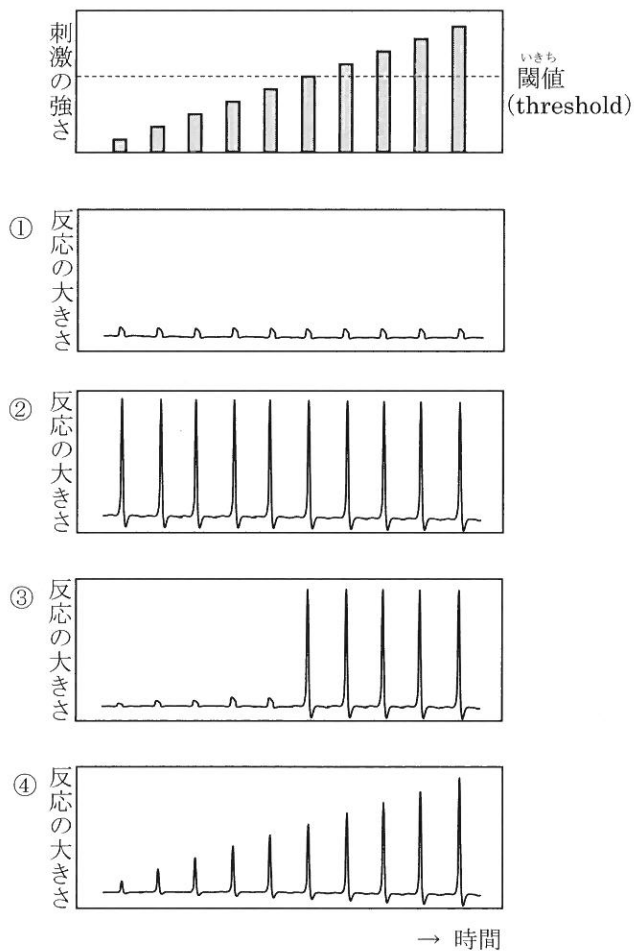 刺激の強さ
いきち
閾値
(threshold)
① 反応の大きさ
② 反応の大きさ
③ 反応の大きさ
④ 反応の大きさ
→ 時間